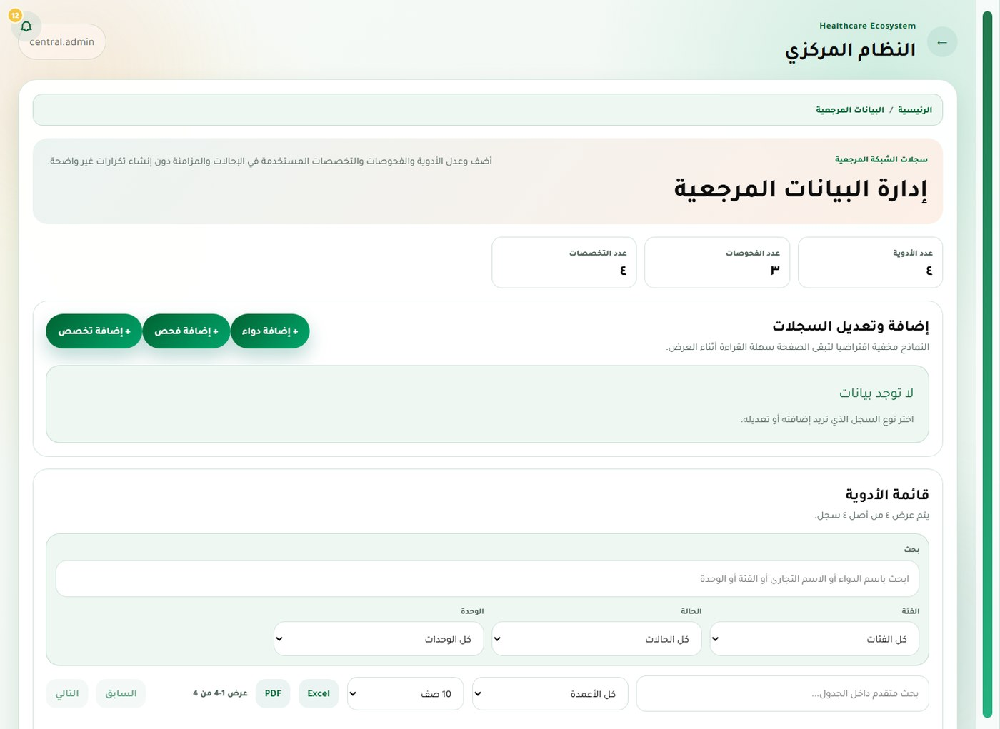 Healthcare Ecosystem
النظام المركزي
←
12
central.admin
الرئيسية / البيانات المرجعية
سجلات الشبكة المرجعية
إدارة البيانات المرجعية
أضف وعدل الأدوية والفحوصات والتخصصات المستخدمة في الإحالات والمزامنة دون إنشاء تكرارات غير واضحة.
عدد الأدوية
٤
عدد الفحوصات
٣
عدد التخصصات
٤
إضافة وتعديل السجلات
النماذج مخفية افتراضيا لتبقى الصفحة سهلة القراءة أثناء العرض.
+ إضافة دواء
+ إضافة فحص
+ إضافة تخصص
لا توجد بيانات
اختر نوع السجل الذي تريد إضافته أو تعديله.
قائمة الأدوية
يتم عرض ٤ من أصل ٤ سجل.
بحث
ابحث باسم الدواء أو الاسم التجاري أو الفئة أو الوحدة
الفئة
الحالة
الوحدة
كل الفئات
كل الحالات
كل الوحدات
بحث متقدم داخل الجدول...
كل الأعمدة
10 صف
Excel
PDF
عرض 1-4 من 4
السابق
التالي